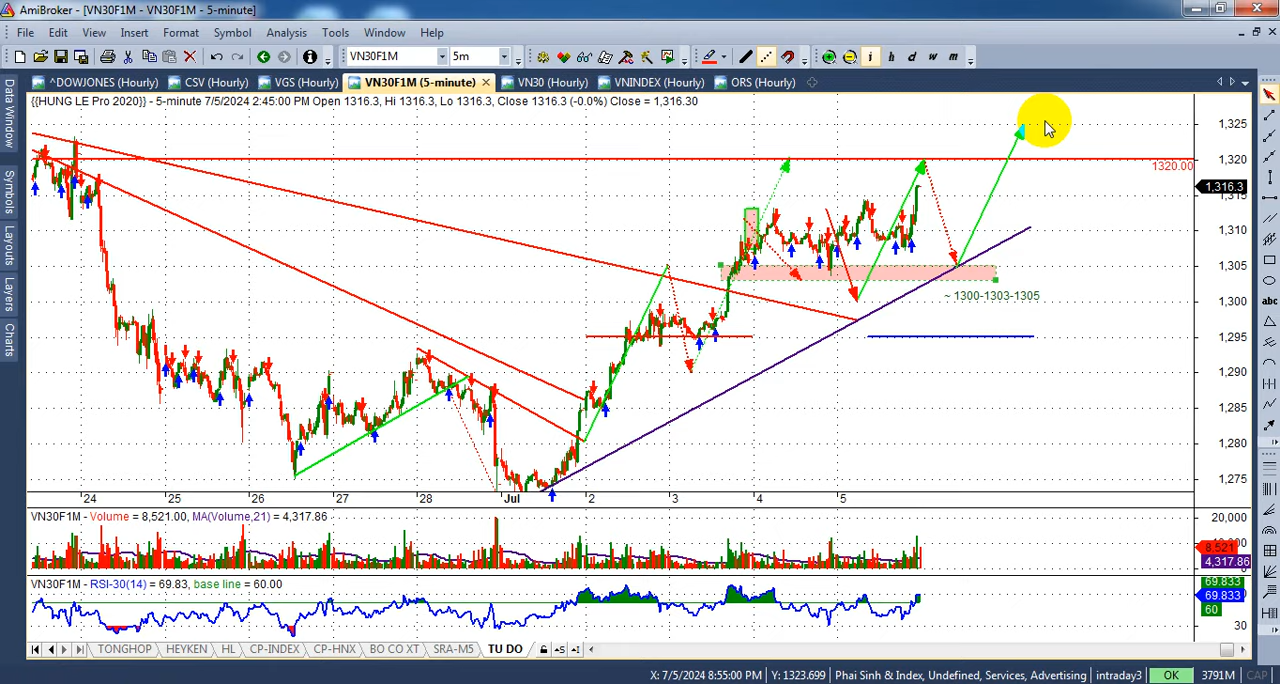 AmiBroker - [VN30F1M - VN30F1M - 5-minute]
File Edit View Insert Format Symbol Analysis Tools Window Help
VN30F1M 5m i h d w m
^DOWJONES (Hourly) CSV (Hourly) VGS (Hourly) VN30F1M (5-minute) VN30 (Hourly) VNINDEX (Hourly) ORS (Hourly)
{{HUNG LE Pro 2020}} - 5-minute 7/5/2024 2:45:00 PM Open 1316.3, Hi 1316.3, Lo 1316.3, Close 1316.3 (-0.0%) Close = 1,316.30
Data Window
Symbols
Layouts
Layers
Charts
abc
1,325
1,320
1320.00
1,316.3
1,315
1,310
1,305
~ 1300-1303-1305
1,300
1,295
1,290
1,285
1,280
1,275
24 25 26 27 28 Jul 2 3 4 5
VN30F1M - Volume = 8,521.00, MA(Volume,21) = 4,317.86
20,000
8,521
4,317.86
VN30F1M - RSI-30(14) = 69.83, base line = 60.00
69.833
69.833
60
30
TONGHOP HEYKEN HL CP-INDEX CP-HNX BO CO XT SRA-M5 TU DO
X: 7/5/2024 8:55:00 PM Y: 1323.699 Phai Sinh & Index, Undefined, Services, Advertising intraday3 OK 3791M CAP